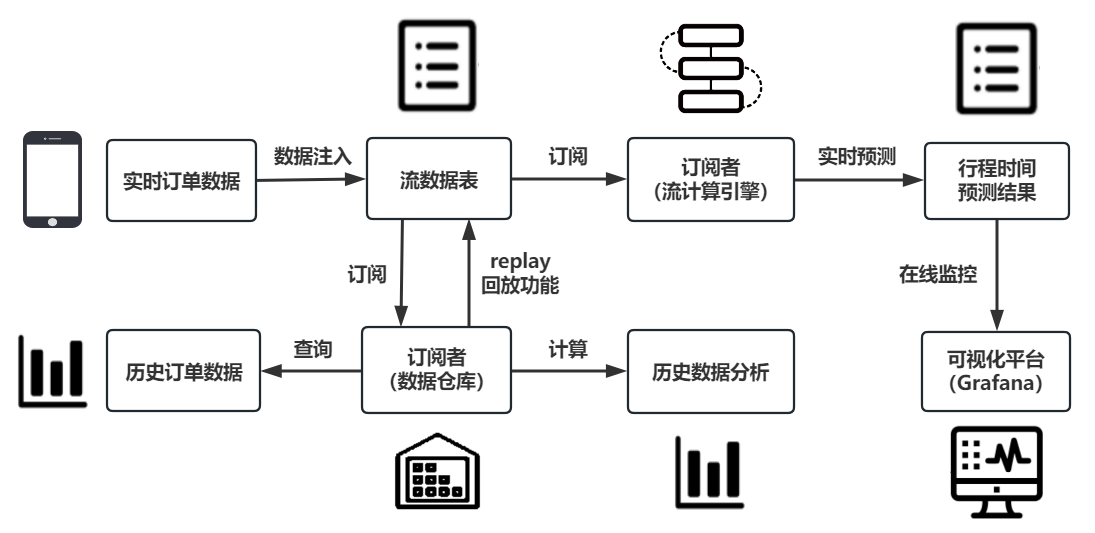 实时订单数据
数据注入
流数据表
订阅
订阅者
（流计算引擎）
实时预测
行程时间
预测结果
订阅
replay
回放功能
在线监控
历史订单数据
查询
订阅者
（数据仓库）
计算
历史数据分析
可视化平台
（Grafana）